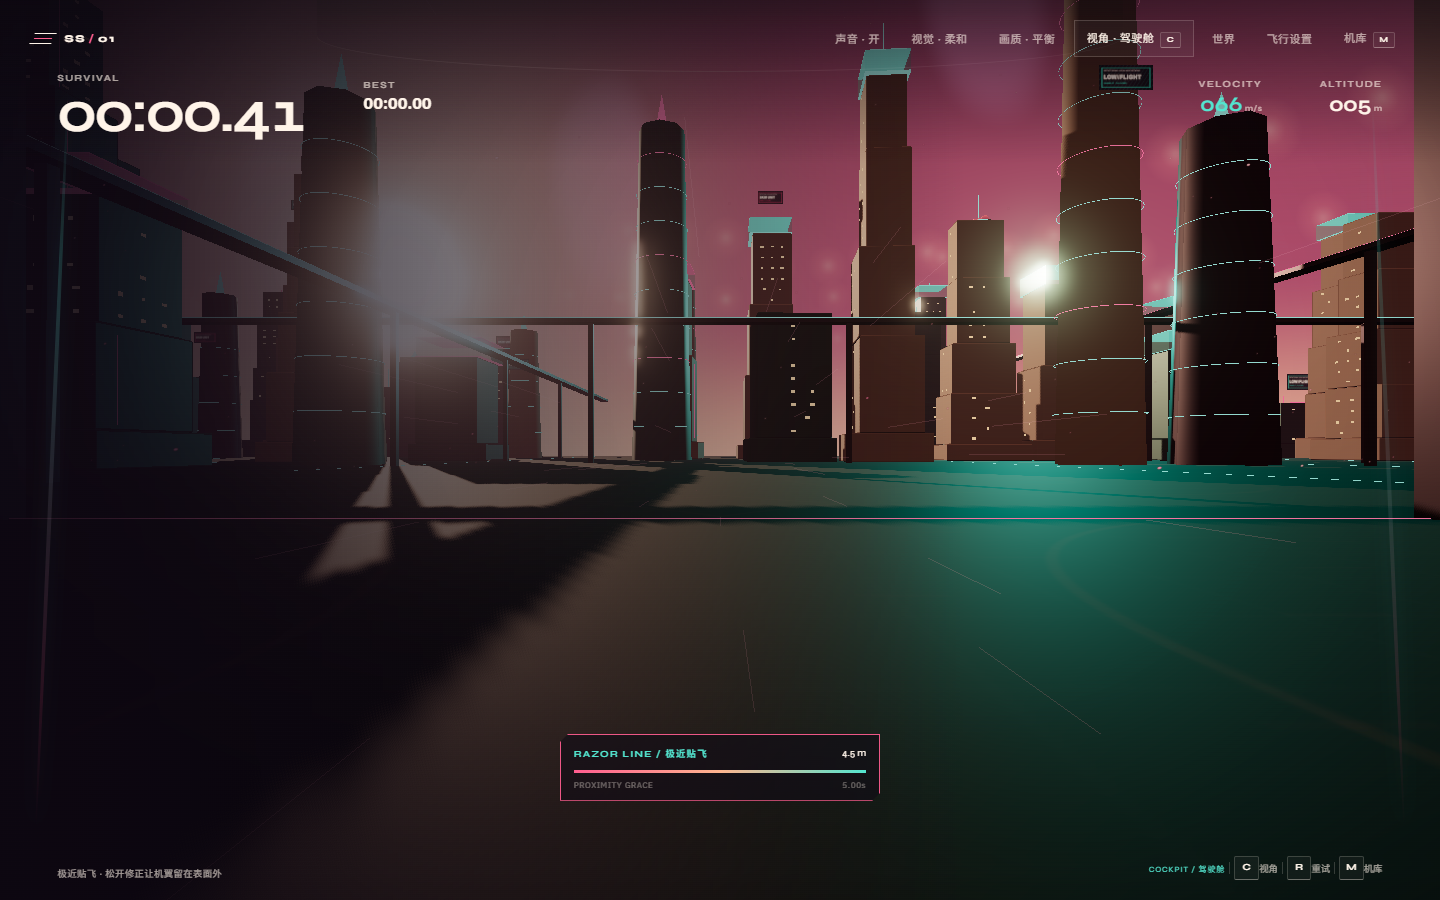 SS / 01
声音 · 开
视觉 · 柔和
画质 · 平衡
视角 · 驾驶舱 C
世界
飞行设置
机库 M
SURVIVAL
00:00.41
BEST
00:00.00
LOW/FLIGHT
VELOCITY
066 m/s
ALTITUDE
005 m
RAZOR LINE / 极近贴飞
4.5 m
PROXIMITY GRACE
5.00s
极近贴飞 · 松开修正让机翼留在表面外
COCKPIT / 驾驶舱
C 视角
R 重试
M 机库